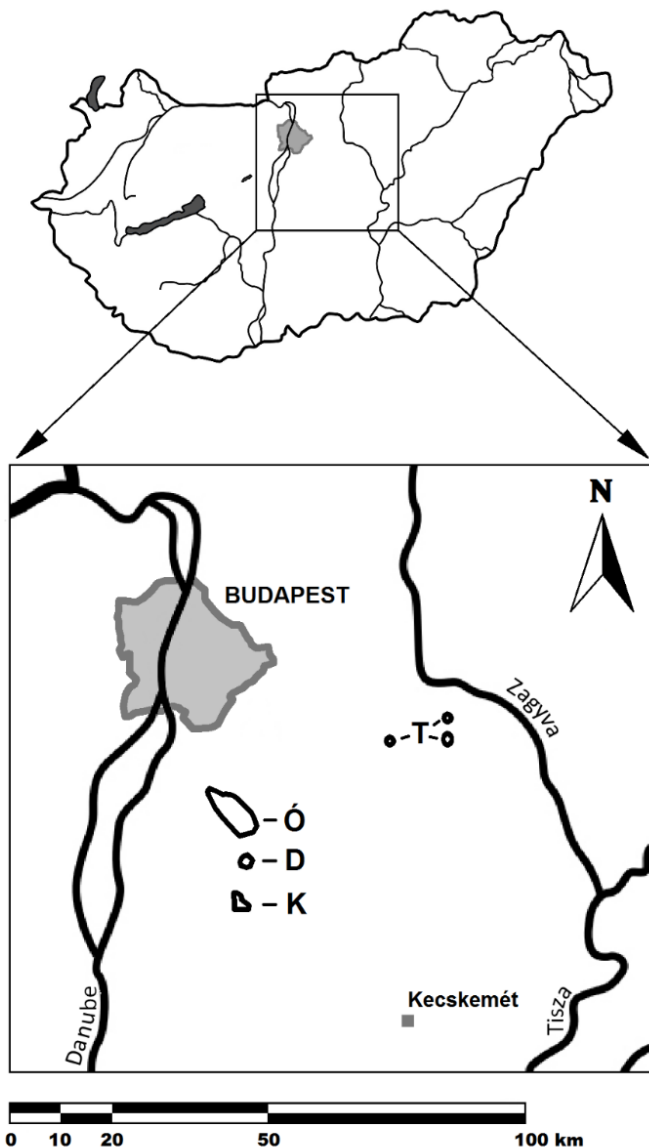 N
BUDAPEST
Zagyva
T
Ó
D
K
Kecskemét
Danube
Tisza
0 10 20 50 100 km